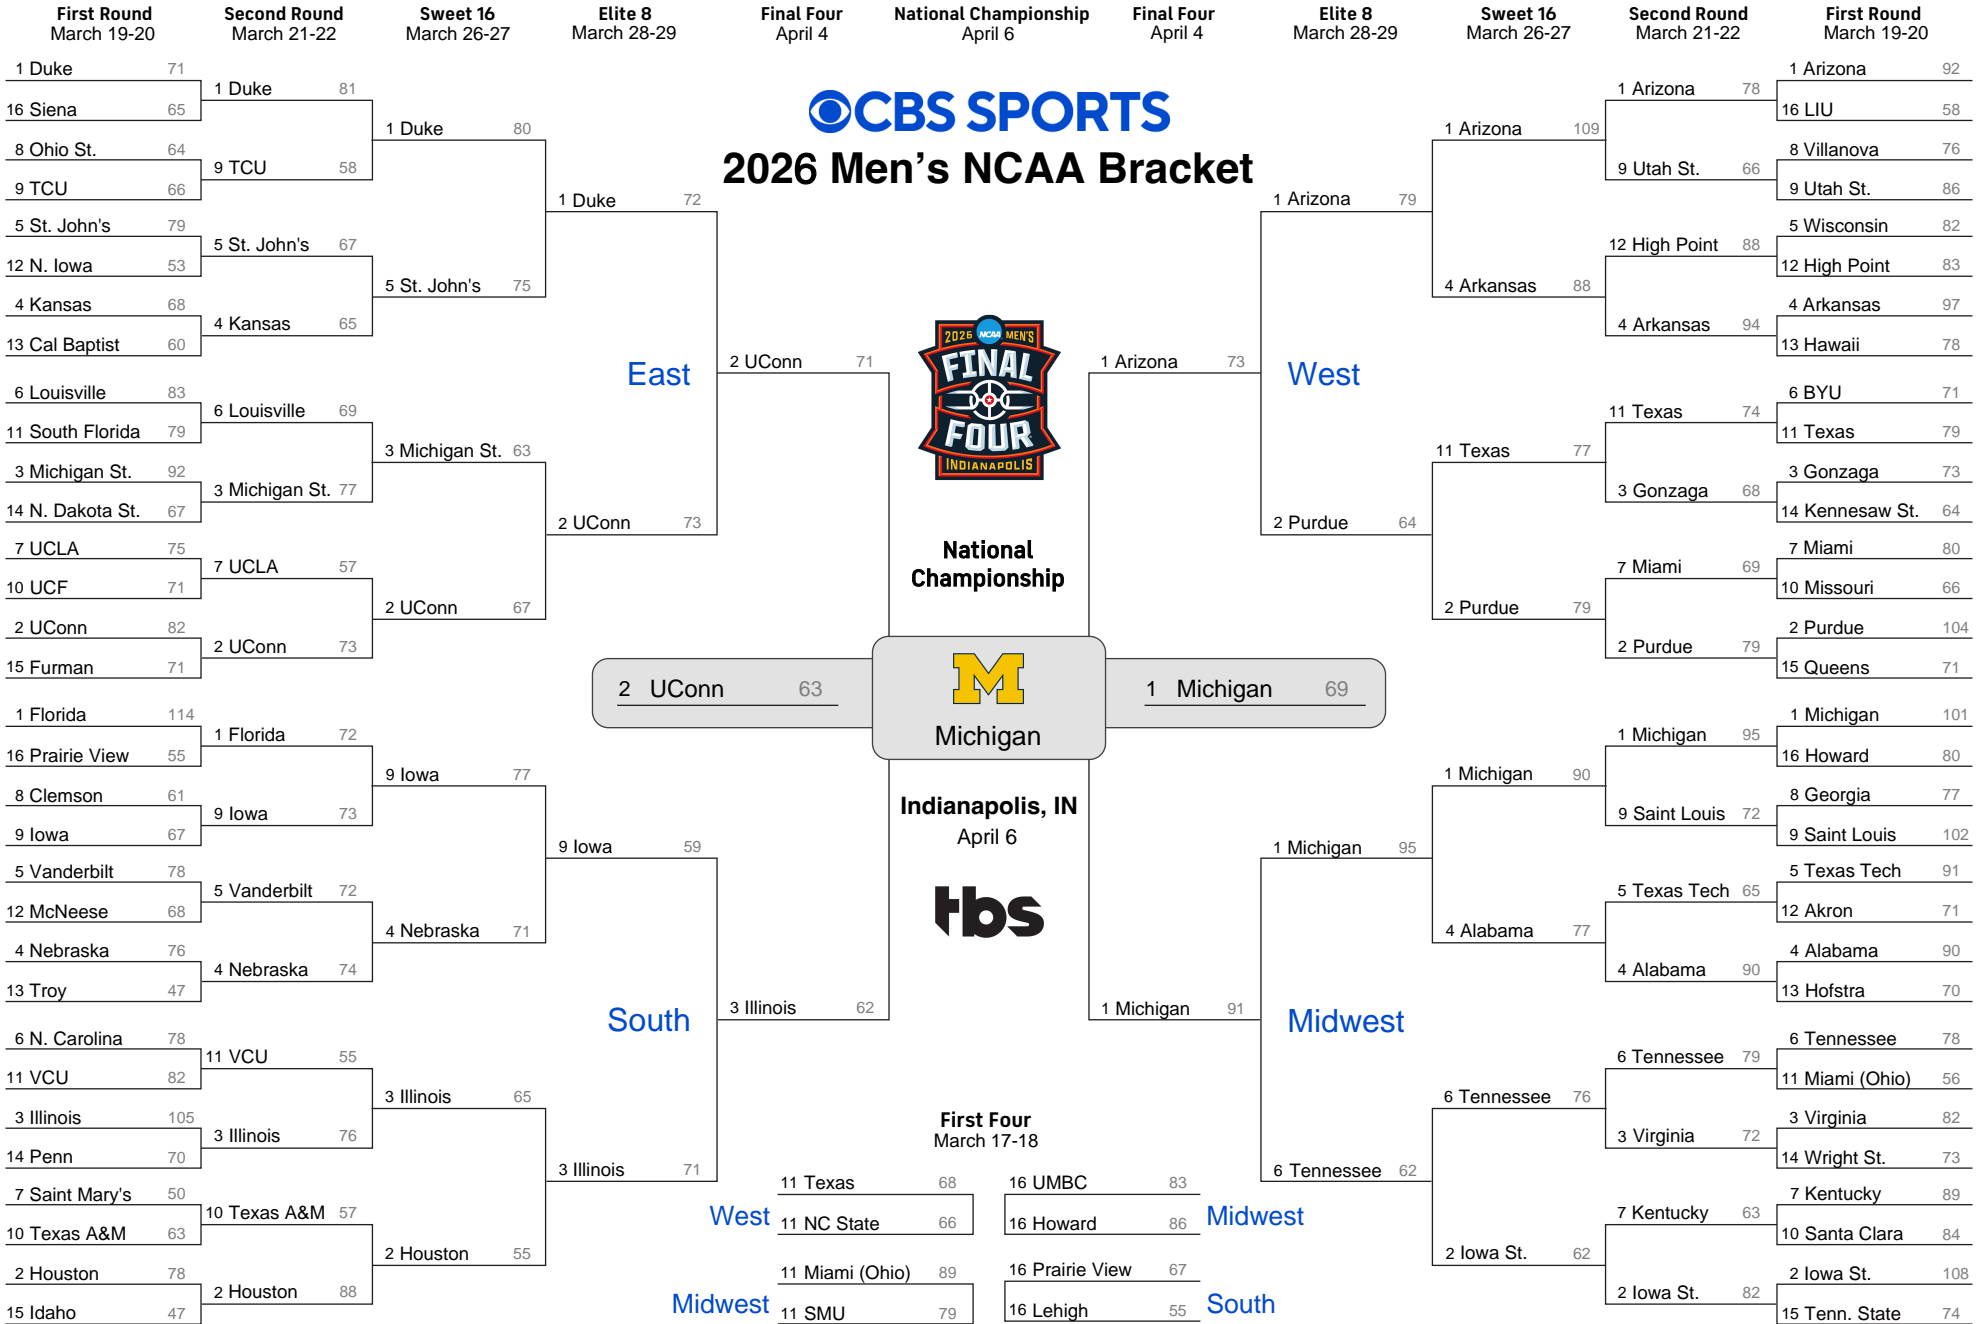 First Round
March 19-20
Second Round
March 21-22
Sweet 16
March 26-27
Elite 8
March 28-29
Final Four
April 4
National Championship
April 6
Final Four
April 4
Elite 8
March 28-29
Sweet 16
March 26-27
Second Round
March 21-22
First Round
March 19-20
CBS SPORTS
2026 Men's NCAA Bracket
1 Duke 71
16 Siena 65
8 Ohio St. 64
9 TCU 66
5 St. John's 79
12 N. Iowa 53
4 Kansas 68
13 Cal Baptist 60
6 Louisville 83
11 South Florida 79
3 Michigan St. 92
14 N. Dakota St. 67
7 UCLA 75
10 UCF 71
2 UConn 82
15 Furman 71
1 Duke 81
9 TCU 58
5 St. John's 67
4 Kansas 65
6 Louisville 69
3 Michigan St. 77
7 UCLA 57
2 UConn 73
1 Duke 80
5 St. John's 75
3 Michigan St. 63
2 UConn 67
1 Duke 72
2 UConn 73
East
2 UConn 71
1 Florida 114
16 Prairie View 55
8 Clemson 61
9 Iowa 67
5 Vanderbilt 78
12 McNeese 68
4 Nebraska 76
13 Troy 47
6 N. Carolina 78
11 VCU 82
3 Illinois 105
14 Penn 70
7 Saint Mary's 50
10 Texas A&M 63
2 Houston 78
15 Idaho 47
1 Florida 72
9 Iowa 73
5 Vanderbilt 72
4 Nebraska 74
11 VCU 55
3 Illinois 76
10 Texas A&M 57
2 Houston 88
9 Iowa 77
4 Nebraska 71
3 Illinois 65
2 Houston 55
9 Iowa 59
3 Illinois 71
South
3 Illinois 62
2026 NCAA MEN'S
FINAL
FOUR
INDIANAPOLIS
National
Championship
2 UConn 63
Michigan
1 Michigan 69
Indianapolis, IN
April 6
tbs
1 Arizona 73
West
1 Arizona 79
2 Purdue 64
1 Arizona 109
4 Arkansas 88
11 Texas 77
2 Purdue 79
1 Arizona 78
9 Utah St. 66
12 High Point 88
4 Arkansas 94
11 Texas 74
3 Gonzaga 68
7 Miami 69
2 Purdue 79
1 Arizona 92
16 LIU 58
8 Villanova 76
9 Utah St. 86
5 Wisconsin 82
12 High Point 83
4 Arkansas 97
13 Hawaii 78
6 BYU 71
11 Texas 79
3 Gonzaga 73
14 Kennesaw St. 64
7 Miami 80
10 Missouri 66
2 Purdue 104
15 Queens 71
1 Michigan 91
Midwest
1 Michigan 95
6 Tennessee 62
1 Michigan 90
4 Alabama 77
6 Tennessee 76
2 Iowa St. 62
1 Michigan 95
9 Saint Louis 72
5 Texas Tech 65
4 Alabama 90
6 Tennessee 79
3 Virginia 72
7 Kentucky 63
2 Iowa St. 82
1 Michigan 101
16 Howard 80
8 Georgia 77
9 Saint Louis 102
5 Texas Tech 91
12 Akron 71
4 Alabama 90
13 Hofstra 70
6 Tennessee 78
11 Miami (Ohio) 56
3 Virginia 82
14 Wright St. 73
7 Kentucky 89
10 Santa Clara 84
2 Iowa St. 108
15 Tenn. State 74
First Four
March 17-18
West
11 Texas 68
11 NC State 66
16 UMBC 83
16 Howard 86
Midwest
Midwest
11 Miami (Ohio) 89
11 SMU 79
16 Prairie View 67
16 Lehigh 55
South